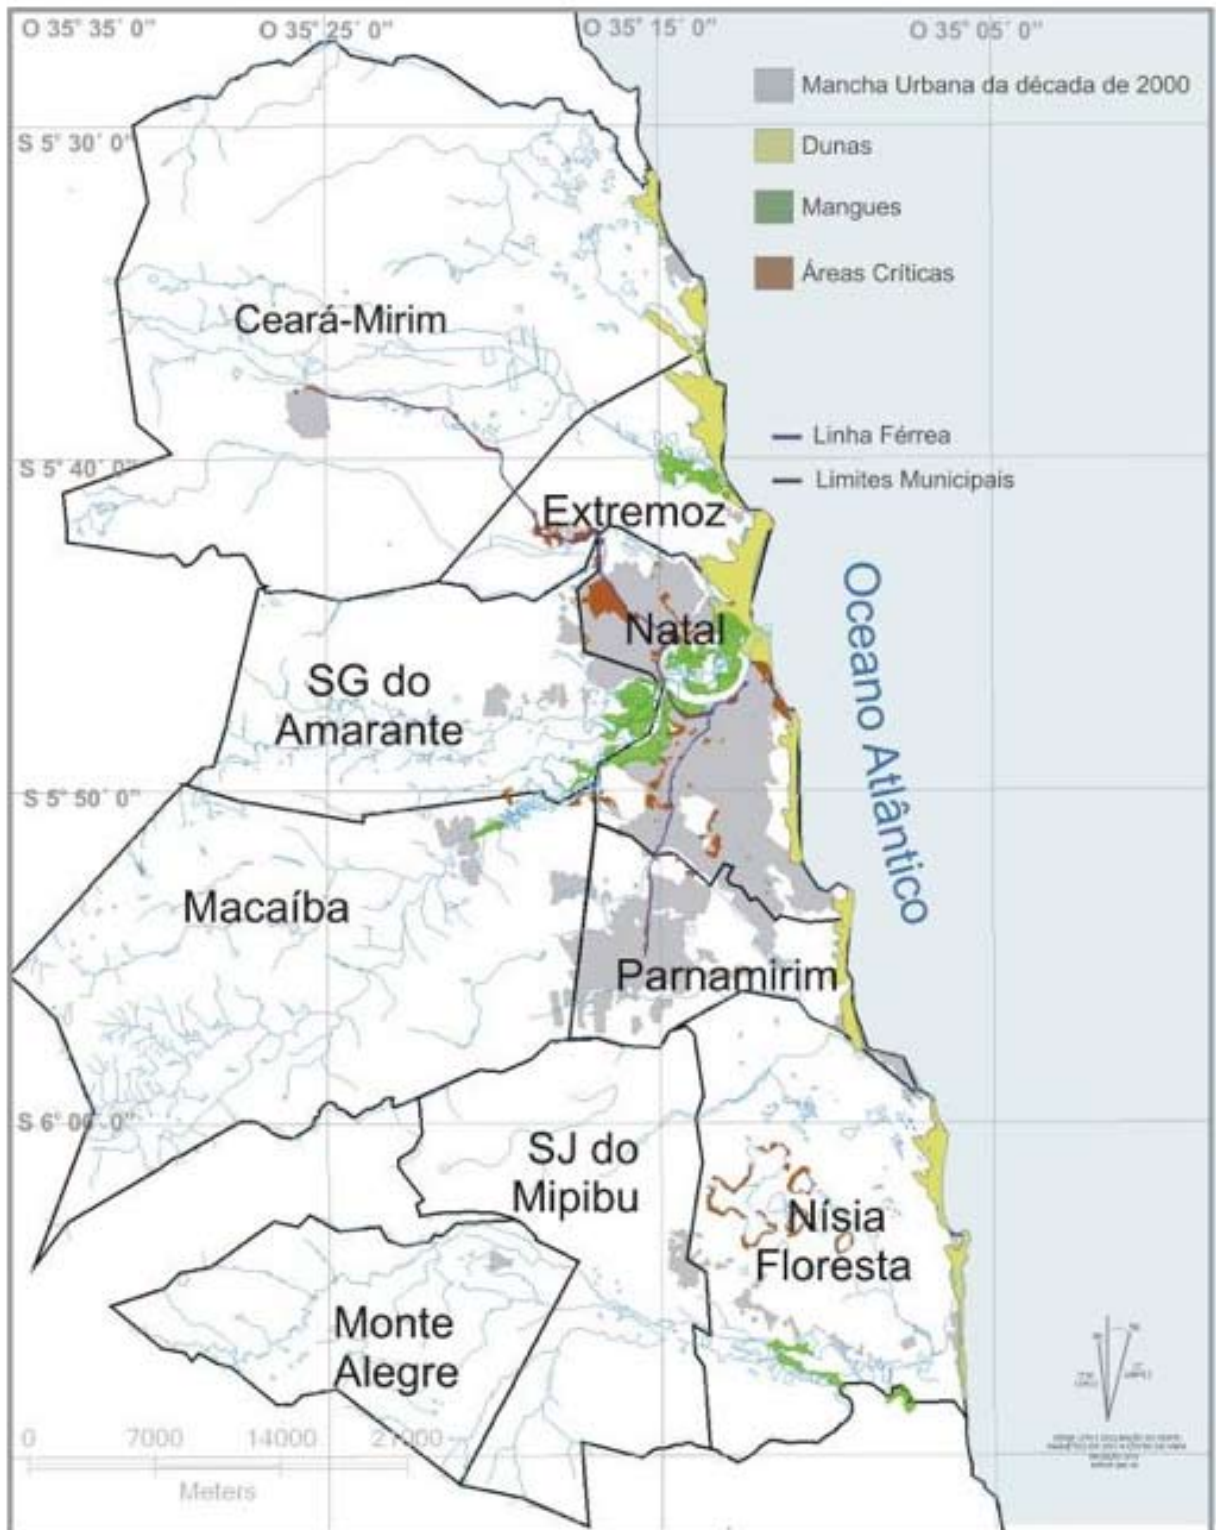 O 35° 35´ 0´´
O 35° 25´ 0´´
O 35° 15´ 0´´
O 35° 05´ 0´´
Mancha Urbana da década de 2000
S 5° 30´ 0´´
Dunas
Mangues
Áreas Críticas
Ceará-Mirim
Linha Férrea
S 5° 40´ 0´´
Limites Municipais
Extremoz
Natal
SG do
Amarante
Oceano Atlântico
S 5° 50´ 0´´
Macaíba
Parnamirim
S 6° 00´ 0´´
SJ do
Mipibu
Nísia
Floresta
Monte
Alegre
0 7000 14000 21000
Meters